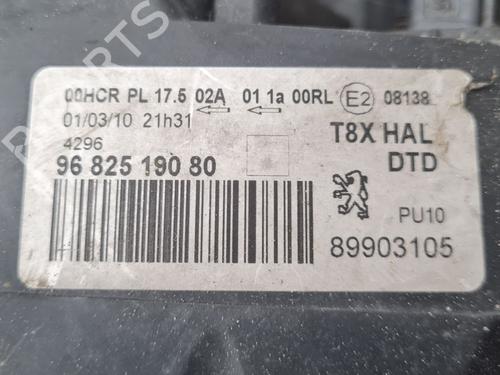 00HCR PL 17.5 02A 01 1a 00RL E2 08138
01/03/10 21h31
4296
96 825 190 80
T8X HAL
DTD
PU10
89903105
PARTS